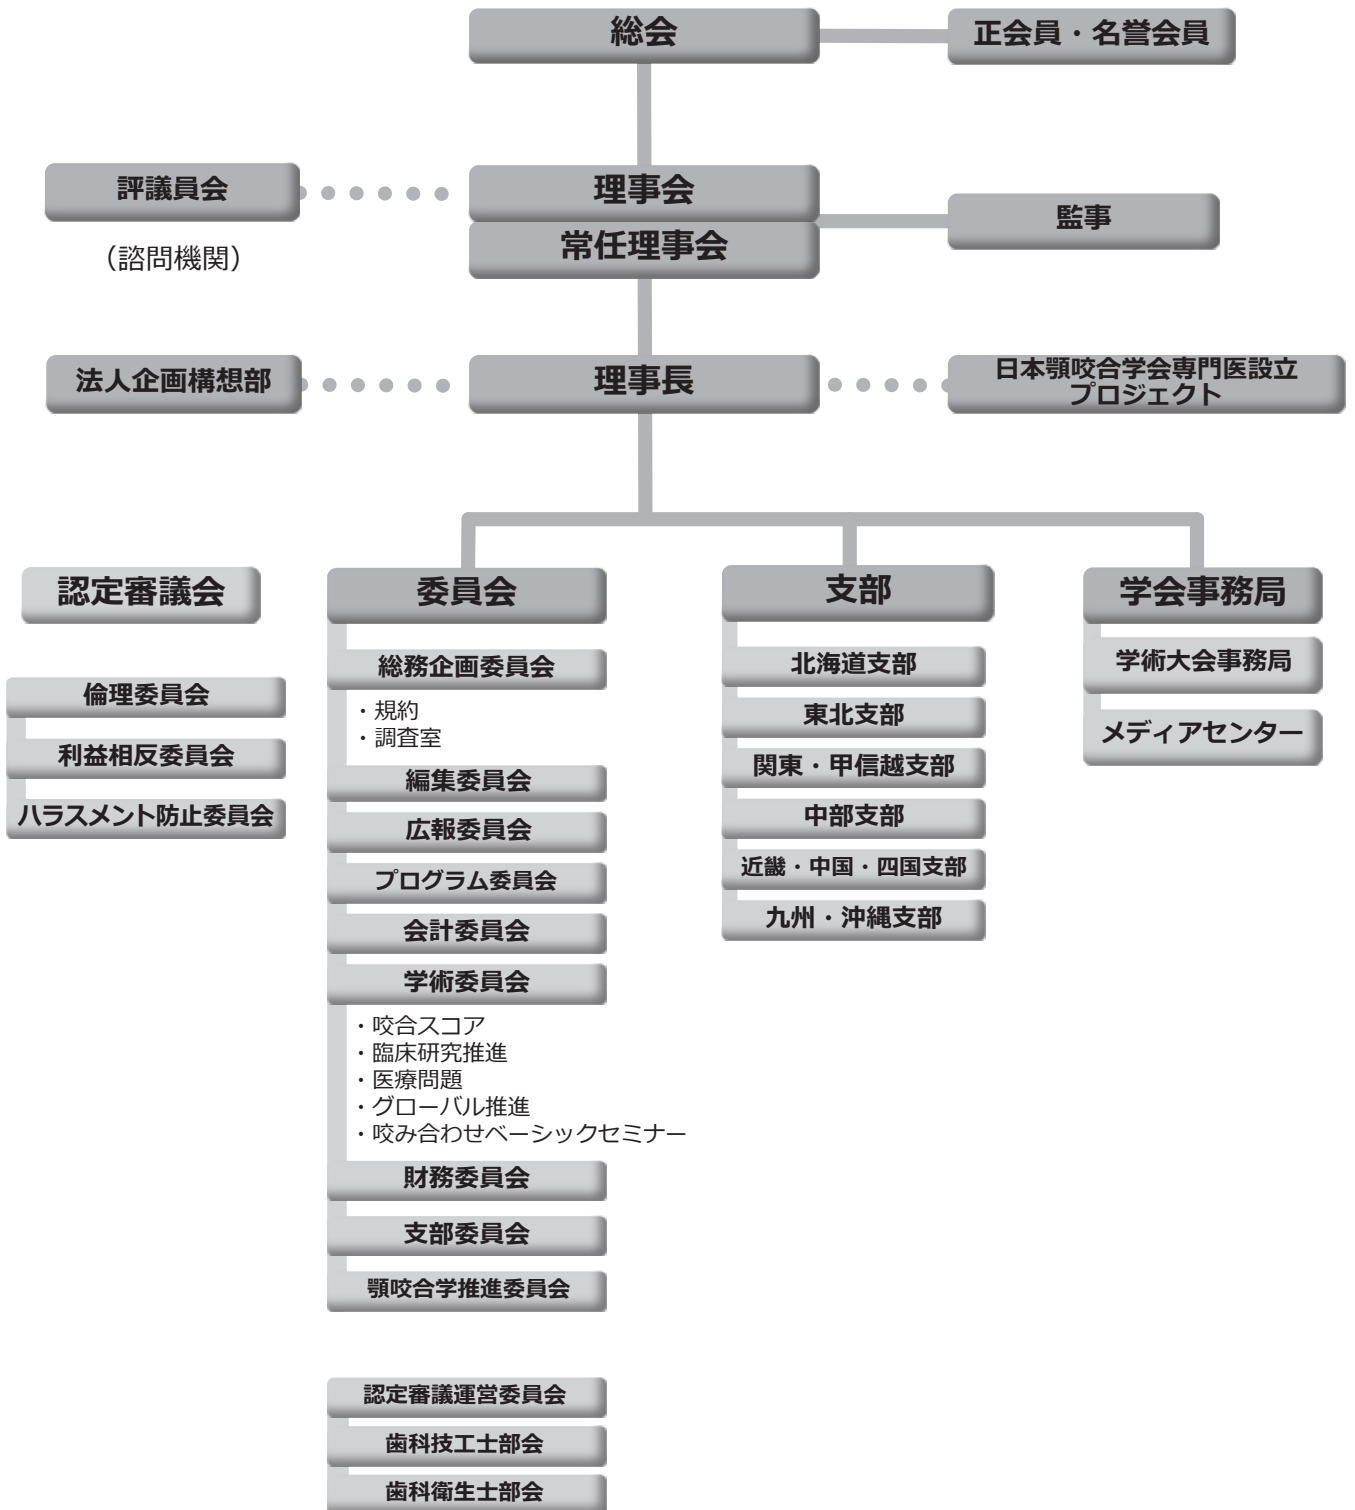 総会
正会員・名誉会員
評議員会
（諮問機関）
理事会
常任理事会
監事
法人企画構想部
理事長
日本顎咬合学会専門医設立
プロジェクト
認定審議会
倫理委員会
利益相反委員会
ハラスメント防止委員会
委員会
総務企画委員会
・規約
・調査室
編集委員会
広報委員会
プログラム委員会
会計委員会
学術委員会
・咬合スコア
・臨床研究推進
・医療問題
・グローバル推進
・咬み合わせベーシックセミナー
財務委員会
支部委員会
顎咬合学推進委員会
認定審議運営委員会
歯科技工士部会
歯科衛生士部会
支部
北海道支部
東北支部
関東・甲信越支部
中部支部
近畿・中国・四国支部
九州・沖縄支部
学会事務局
学術大会事務局
メディアセンター